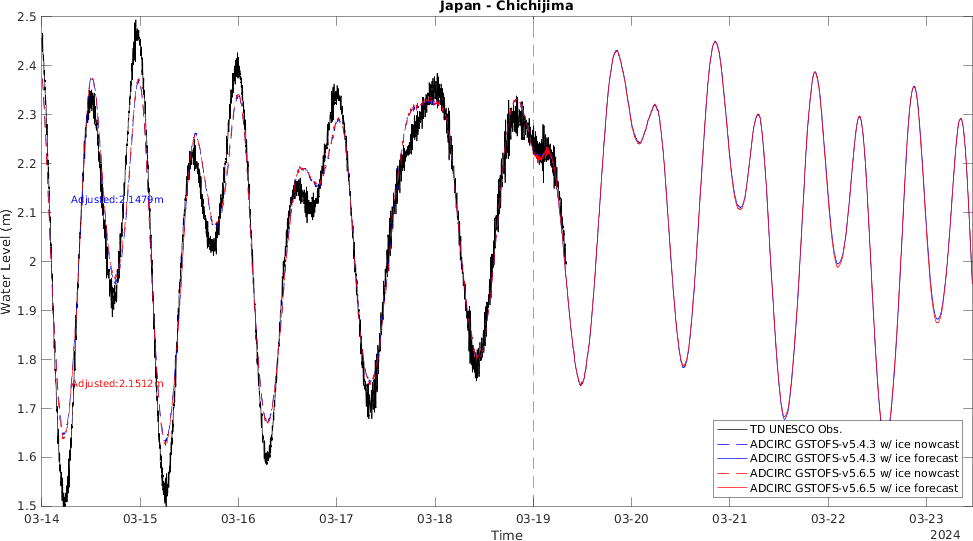 Japan - Chichijima
Water Level (m)
2.5
2.4
2.3
2.2
2.1
2
1.9
1.8
1.7
1.6
1.5
Adjusted:2.1479m
Adjusted:2.1512m
TD UNESCO Obs.
ADCIRC GSTOFS-v5.4.3 w/ ice nowcast
ADCIRC GSTOFS-v5.4.3 w/ ice forecast
ADCIRC GSTOFS-v5.6.5 w/ ice nowcast
ADCIRC GSTOFS-v5.6.5 w/ ice forecast
03-14 03-15 03-16 03-17 03-18 03-19 03-20 03-21 03-22 03-23
Time
2024